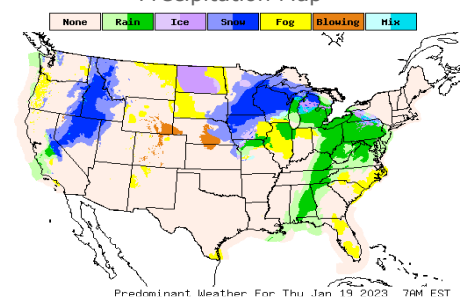 Precipitation Map
None Rain Ice Snow Fog Blowing Mix
Predominant Weather For Thu Jan 19 2023 7AM EST